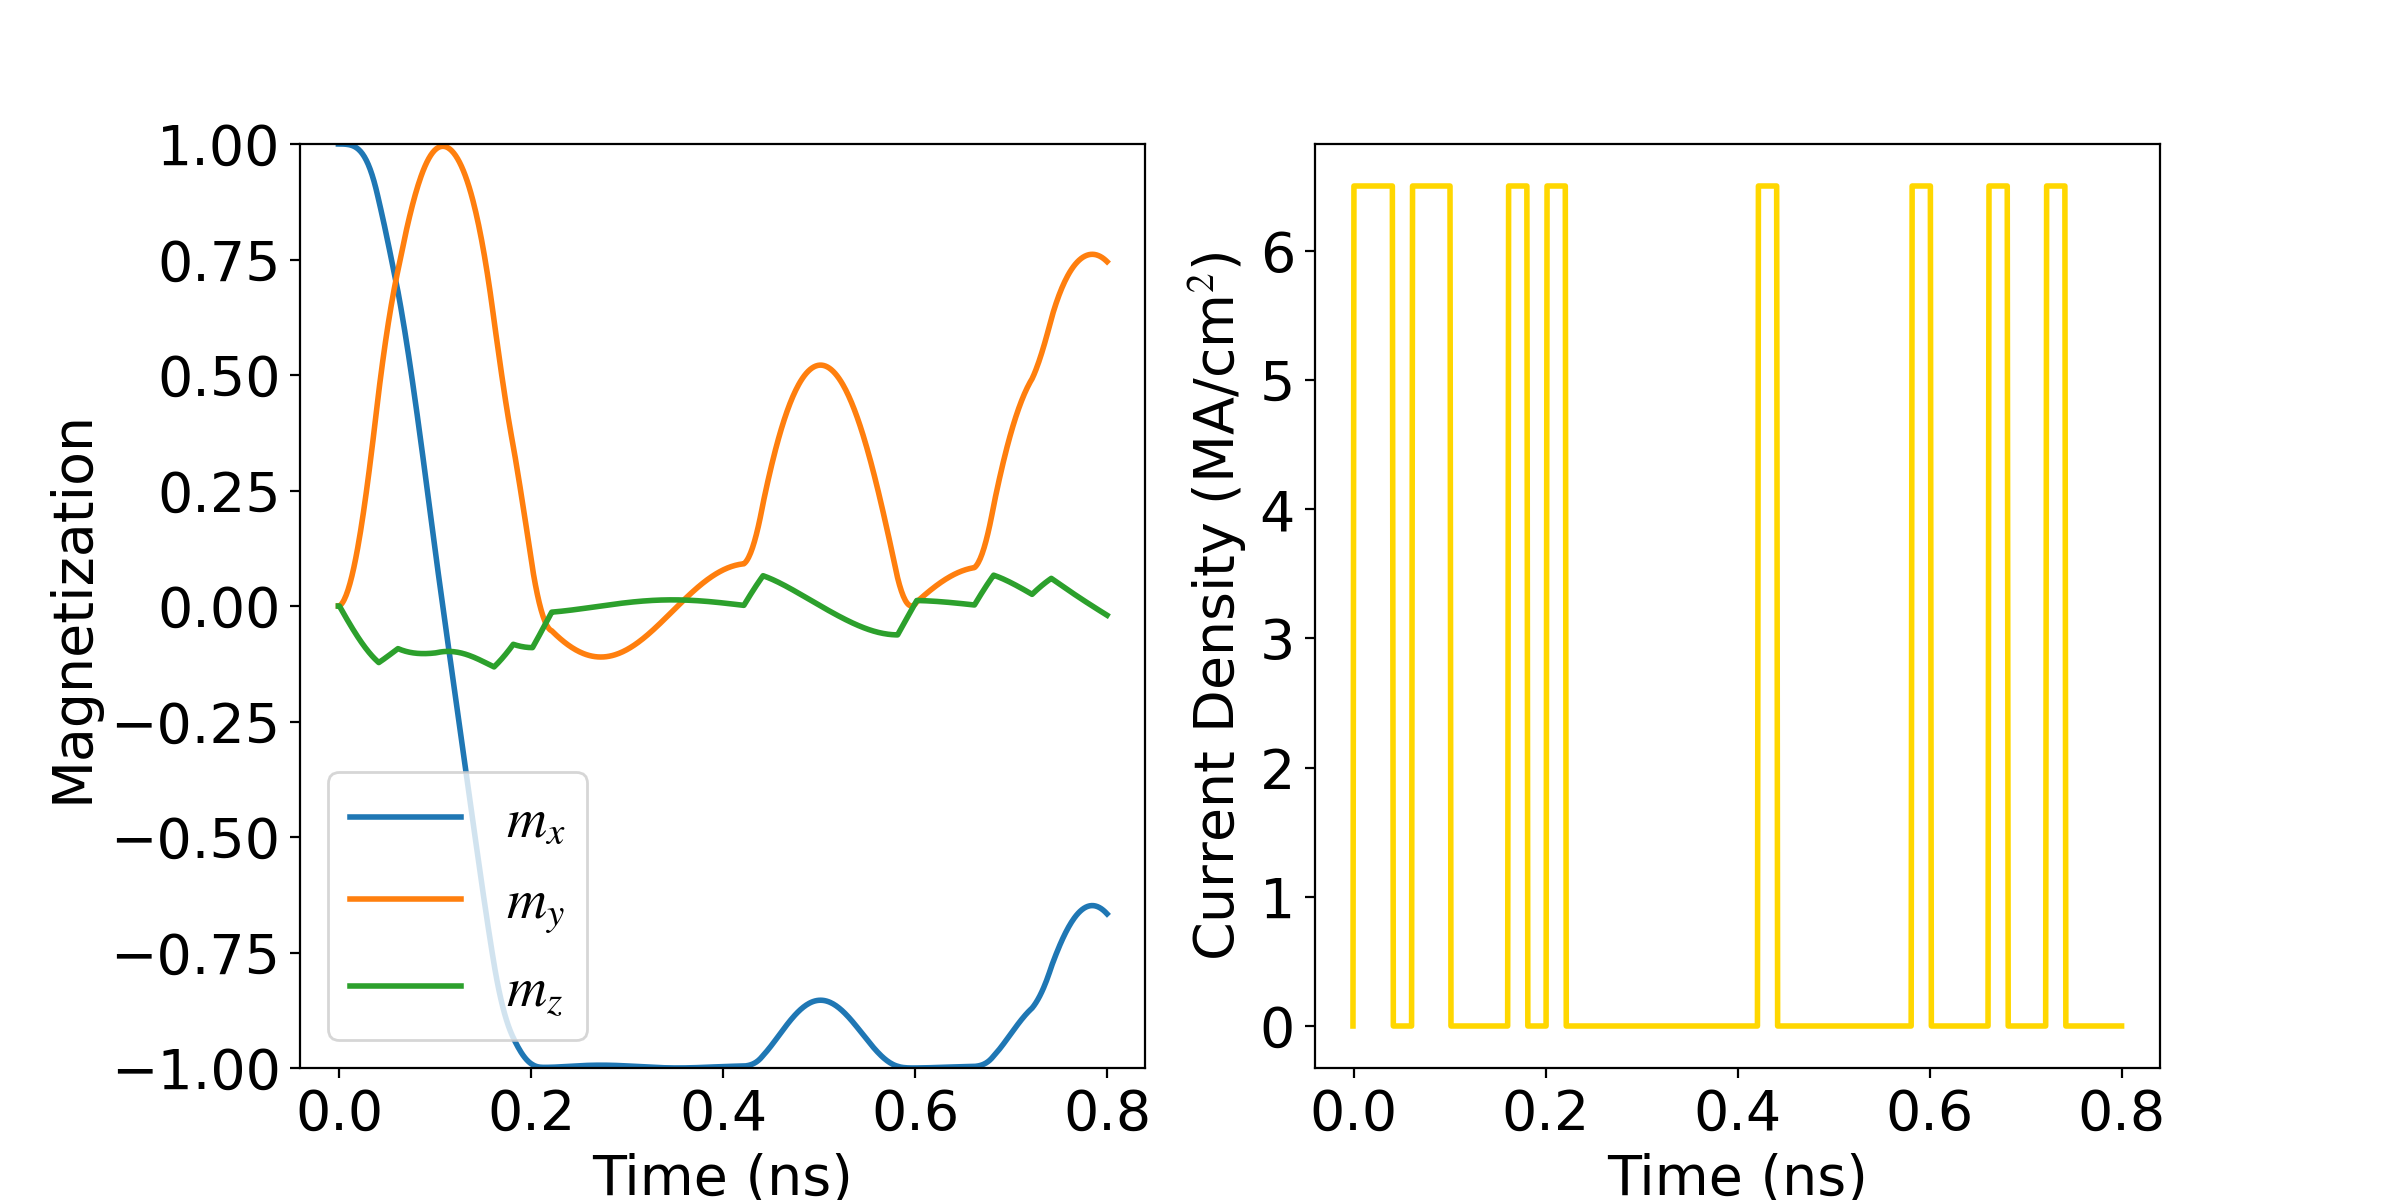 Magnetization
1.00
0.75
0.50
0.25
0.00
−0.25
−0.50
−0.75
−1.00
m_x
m_y
m_z
0.0 0.2 0.4 0.6 0.8
Time (ns)
Current Density (MA/cm²)
6
5
4
3
2
1
0
0.0 0.2 0.4 0.6 0.8
Time (ns)